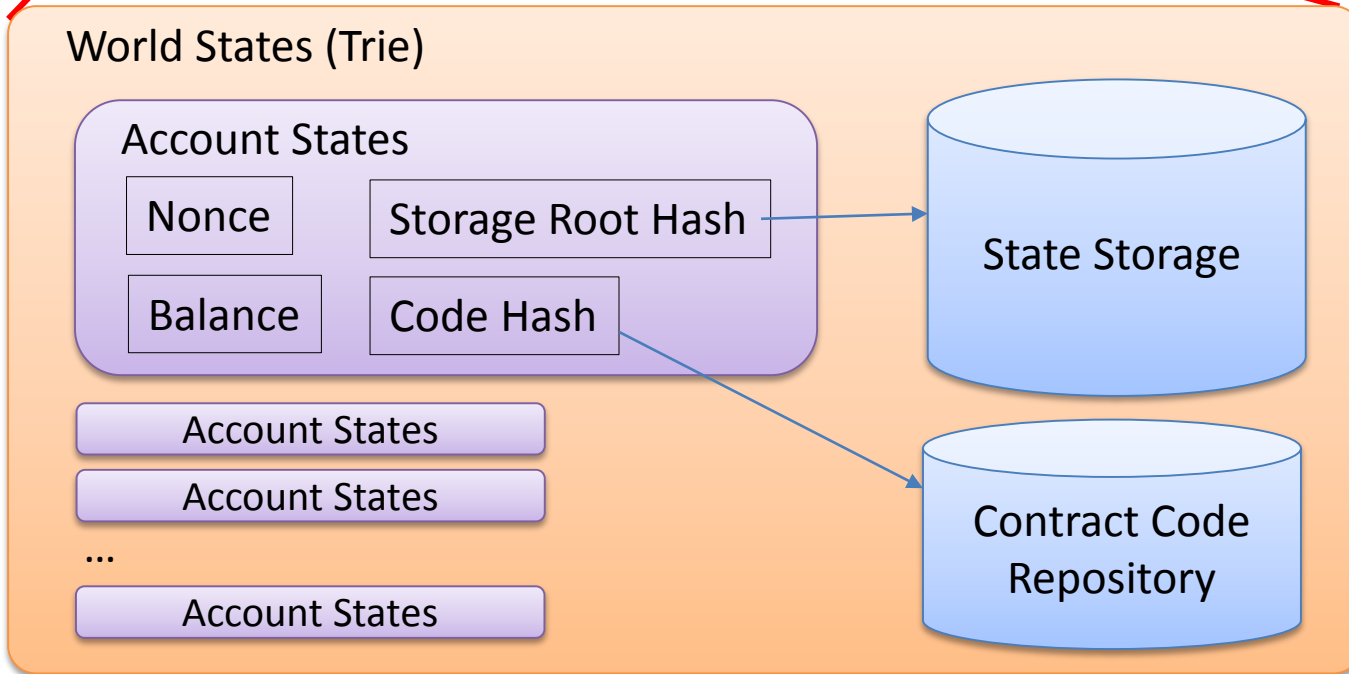 World States (Trie)
Account States
Nonce
Storage Root Hash
Balance
Code Hash
State Storage
Account States
Account States
...
Account States
Contract Code
Repository